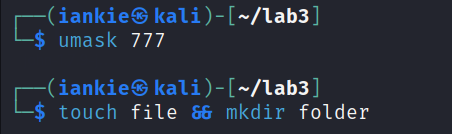 ┌──(iankie㉿kali)-[~/lab3]
└─$ umask 777
┌──(iankie㉿kali)-[~/lab3]
└─$ touch file && mkdir folder